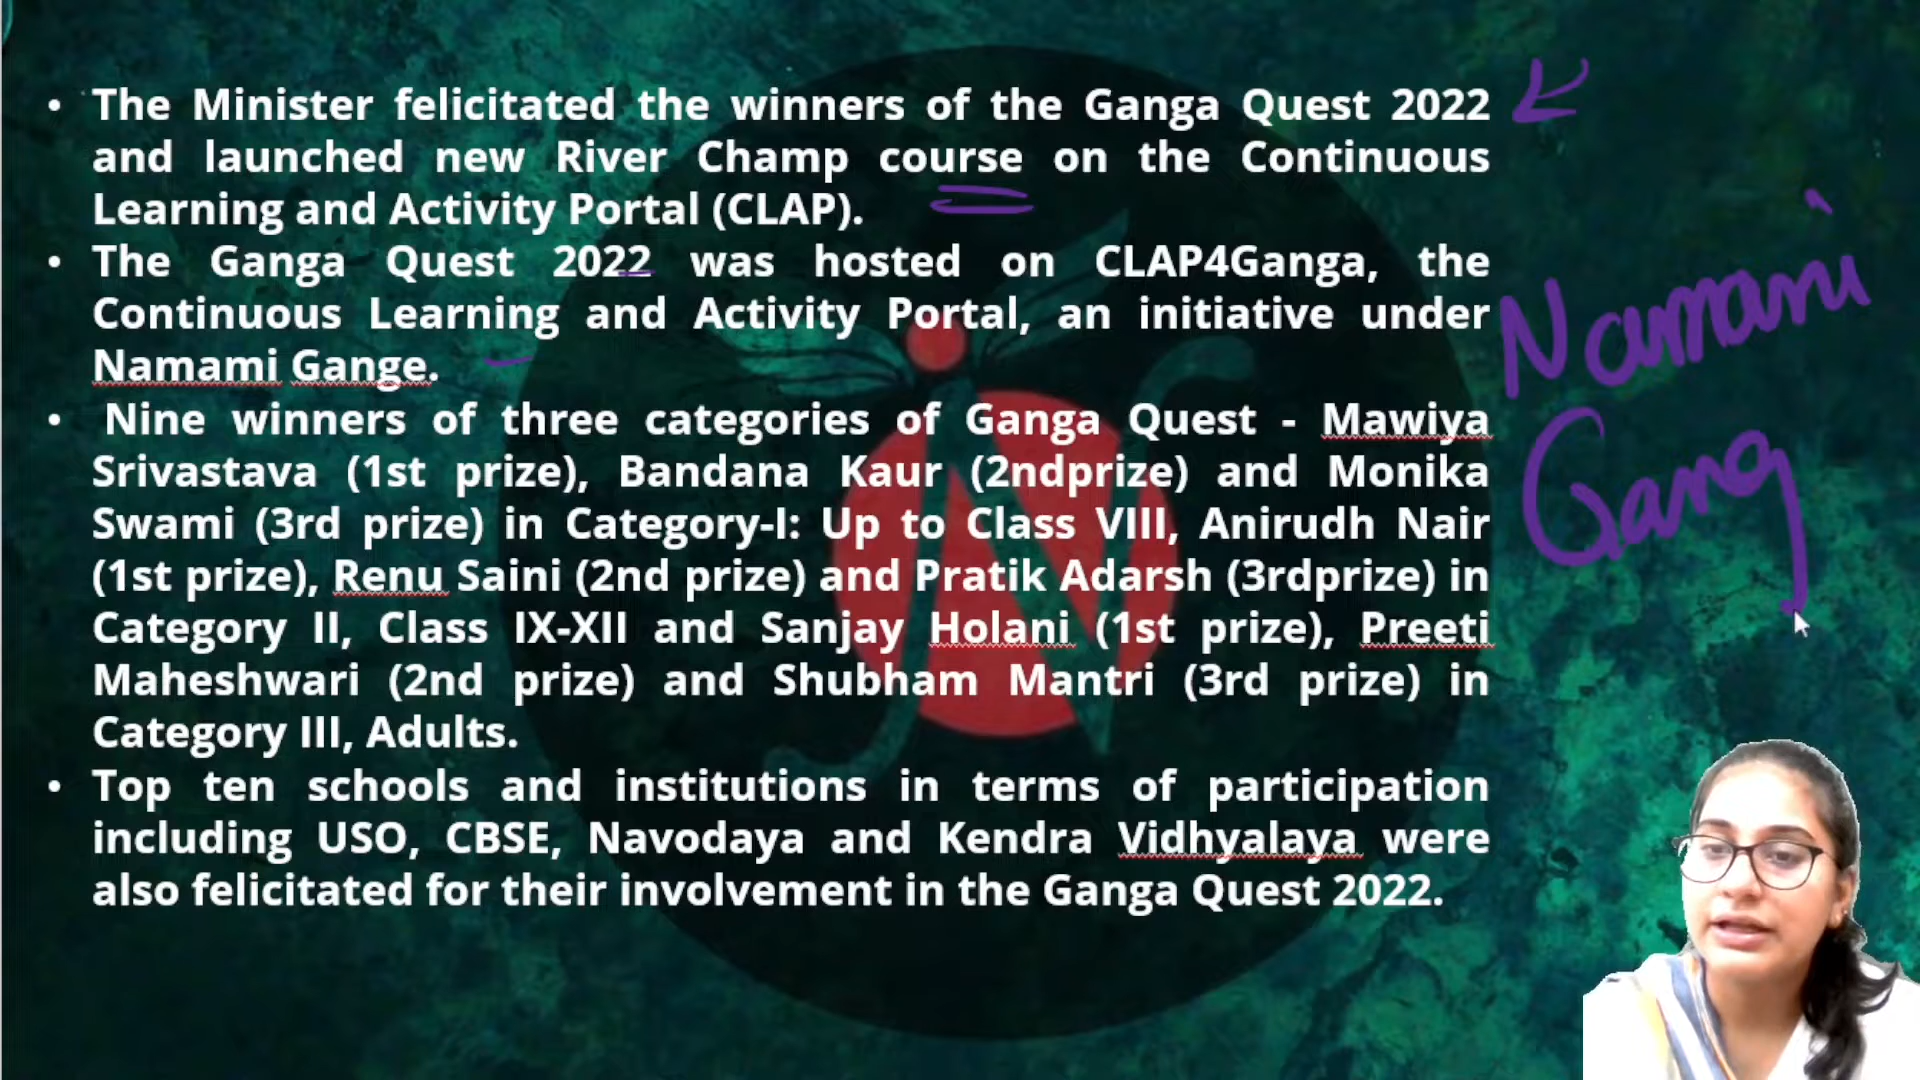 • The Minister felicitated the winners of the Ganga Quest 2022
and launched new River Champ course on the Continuous
Learning and Activity Portal (CLAP).
• The Ganga Quest 2022 was hosted on CLAP4Ganga, the
Continuous Learning and Activity Portal, an initiative under
Namami Gange.
• Nine winners of three categories of Ganga Quest - Mawiya
Srivastava (1st prize), Bandana Kaur (2ndprize) and Monika
Swami (3rd prize) in Category-I: Up to Class VIII, Anirudh Nair
(1st prize), Renu Saini (2nd prize) and Pratik Adarsh (3rdprize) in
Category II, Class IX-XII and Sanjay Holani (1st prize), Preeti
Maheshwari (2nd prize) and Shubham Mantri (3rd prize) in
Category III, Adults.
• Top ten schools and institutions in terms of participation
including USO, CBSE, Navodaya and Kendra Vidhyalaya were
also felicitated for their involvement in the Ganga Quest 2022.
Namami
Gang